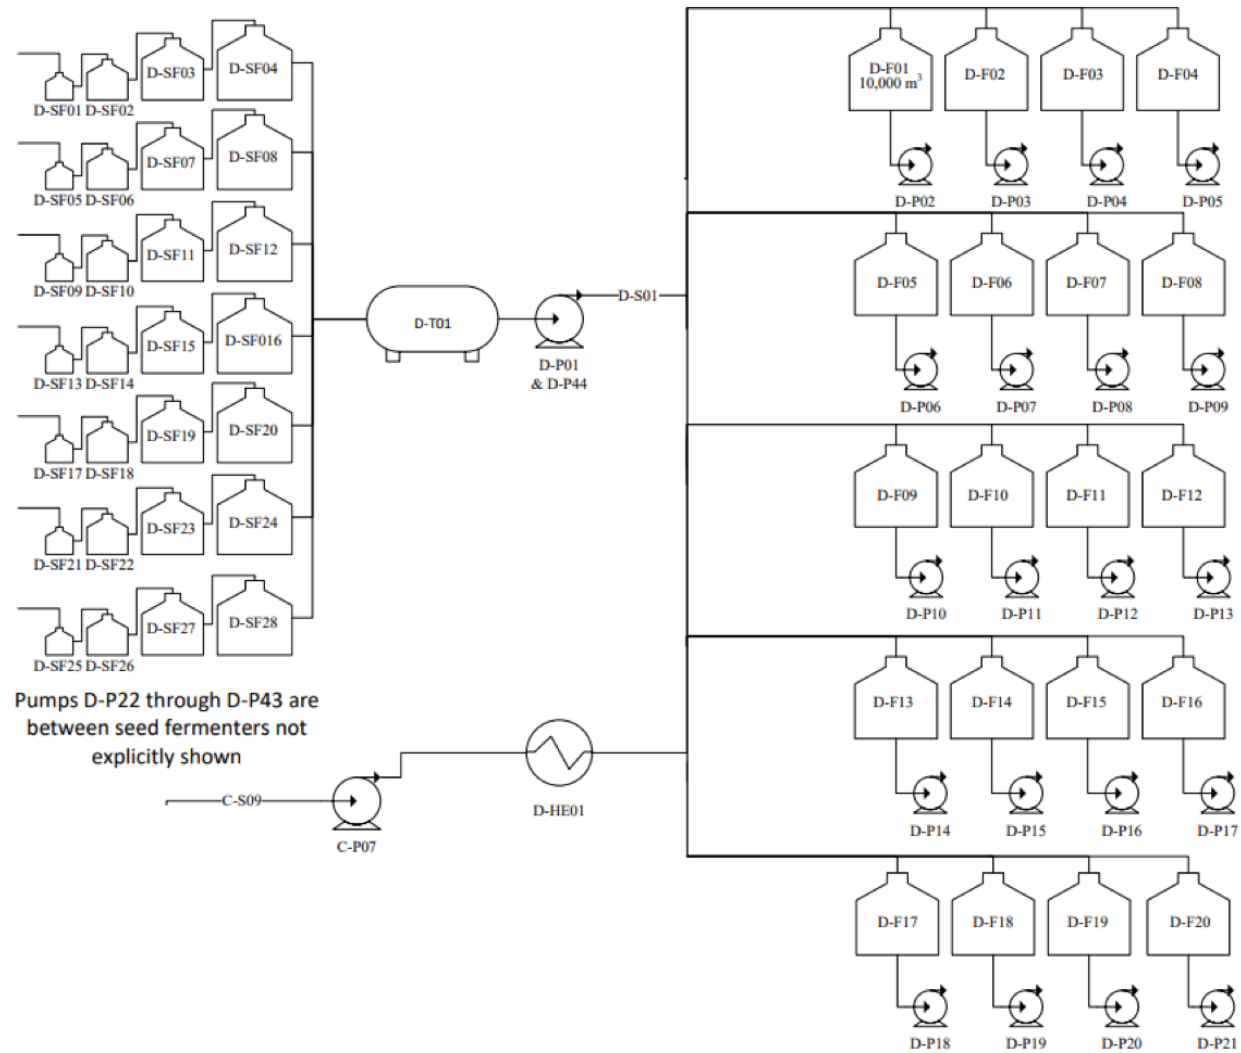 D-SF03
D-SF04
D-SF01 D-SF02
D-SF07
D-SF08
D-SF05 D-SF06
D-SF11
D-SF12
D-SF09 D-SF10
D-SF15
D-SF016
D-SF13 D-SF14
D-SF19
D-SF20
D-SF17 D-SF18
D-SF23
D-SF24
D-SF21 D-SF22
D-SF27
D-SF28
D-SF25 D-SF26
Pumps D-P22 through D-P43 are
between seed fermenters not
explicitly shown
D-T01
D-P01
& D-P44
D-S01
C-S09
C-P07
D-HE01
D-F01
10,000 m³
D-F02
D-F03
D-F04
D-P02
D-P03
D-P04
D-P05
D-F05
D-F06
D-F07
D-F08
D-P06
D-P07
D-P08
D-P09
D-F09
D-F10
D-F11
D-F12
D-P10
D-P11
D-P12
D-P13
D-F13
D-F14
D-F15
D-F16
D-P14
D-P15
D-P16
D-P17
D-F17
D-F18
D-F19
D-F20
D-P18
D-P19
D-P20
D-P21